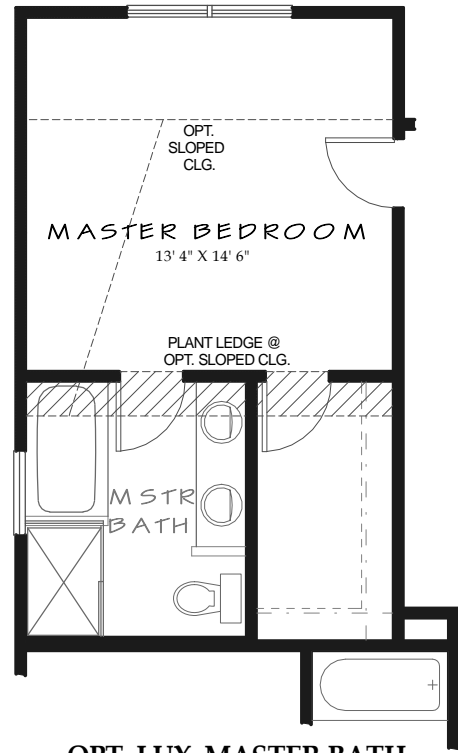 OPT.
SLOPED
CLG.
MASTER BEDROOM
13' 4" X 14' 6"
PLANT LEDGE @
OPT. SLOPED CLG.
MSTR
BATH
OPT. LUX. MASTER BATH